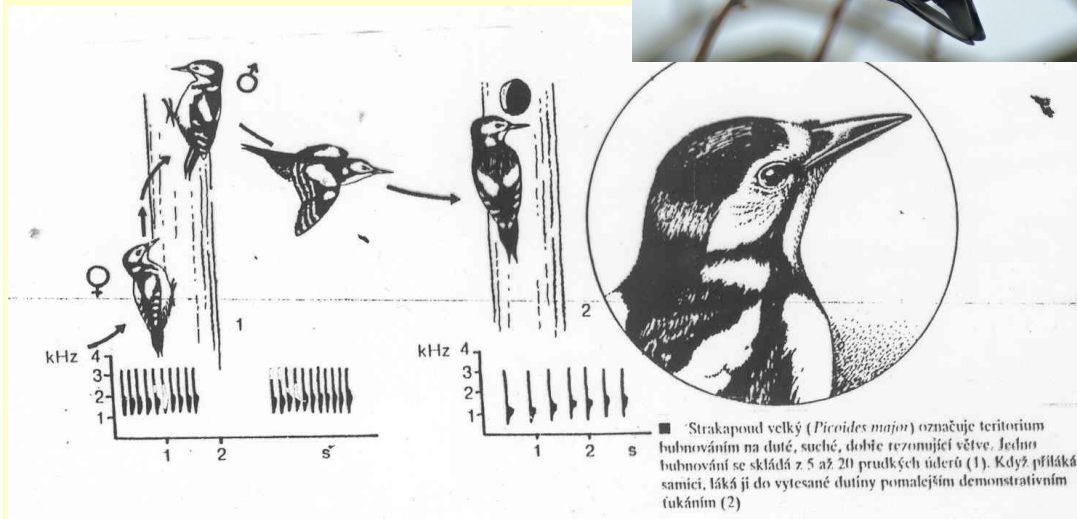 ♂
♀
1
2
kHz 4
3
2
1
1 2 s
kHz 4
3
2
1
1 2 s
■ Strakapoud velký (Picoides major) označuje teritorium
bubnováním na duté, suché, dobře rezonující větve. Jedno
bubnování se skládá z 5 až 20 prudkých úderů (1). Když přiláká
samici, láká ji do vytesané dutiny pomalejším demonstrativním
ťukáním (2)